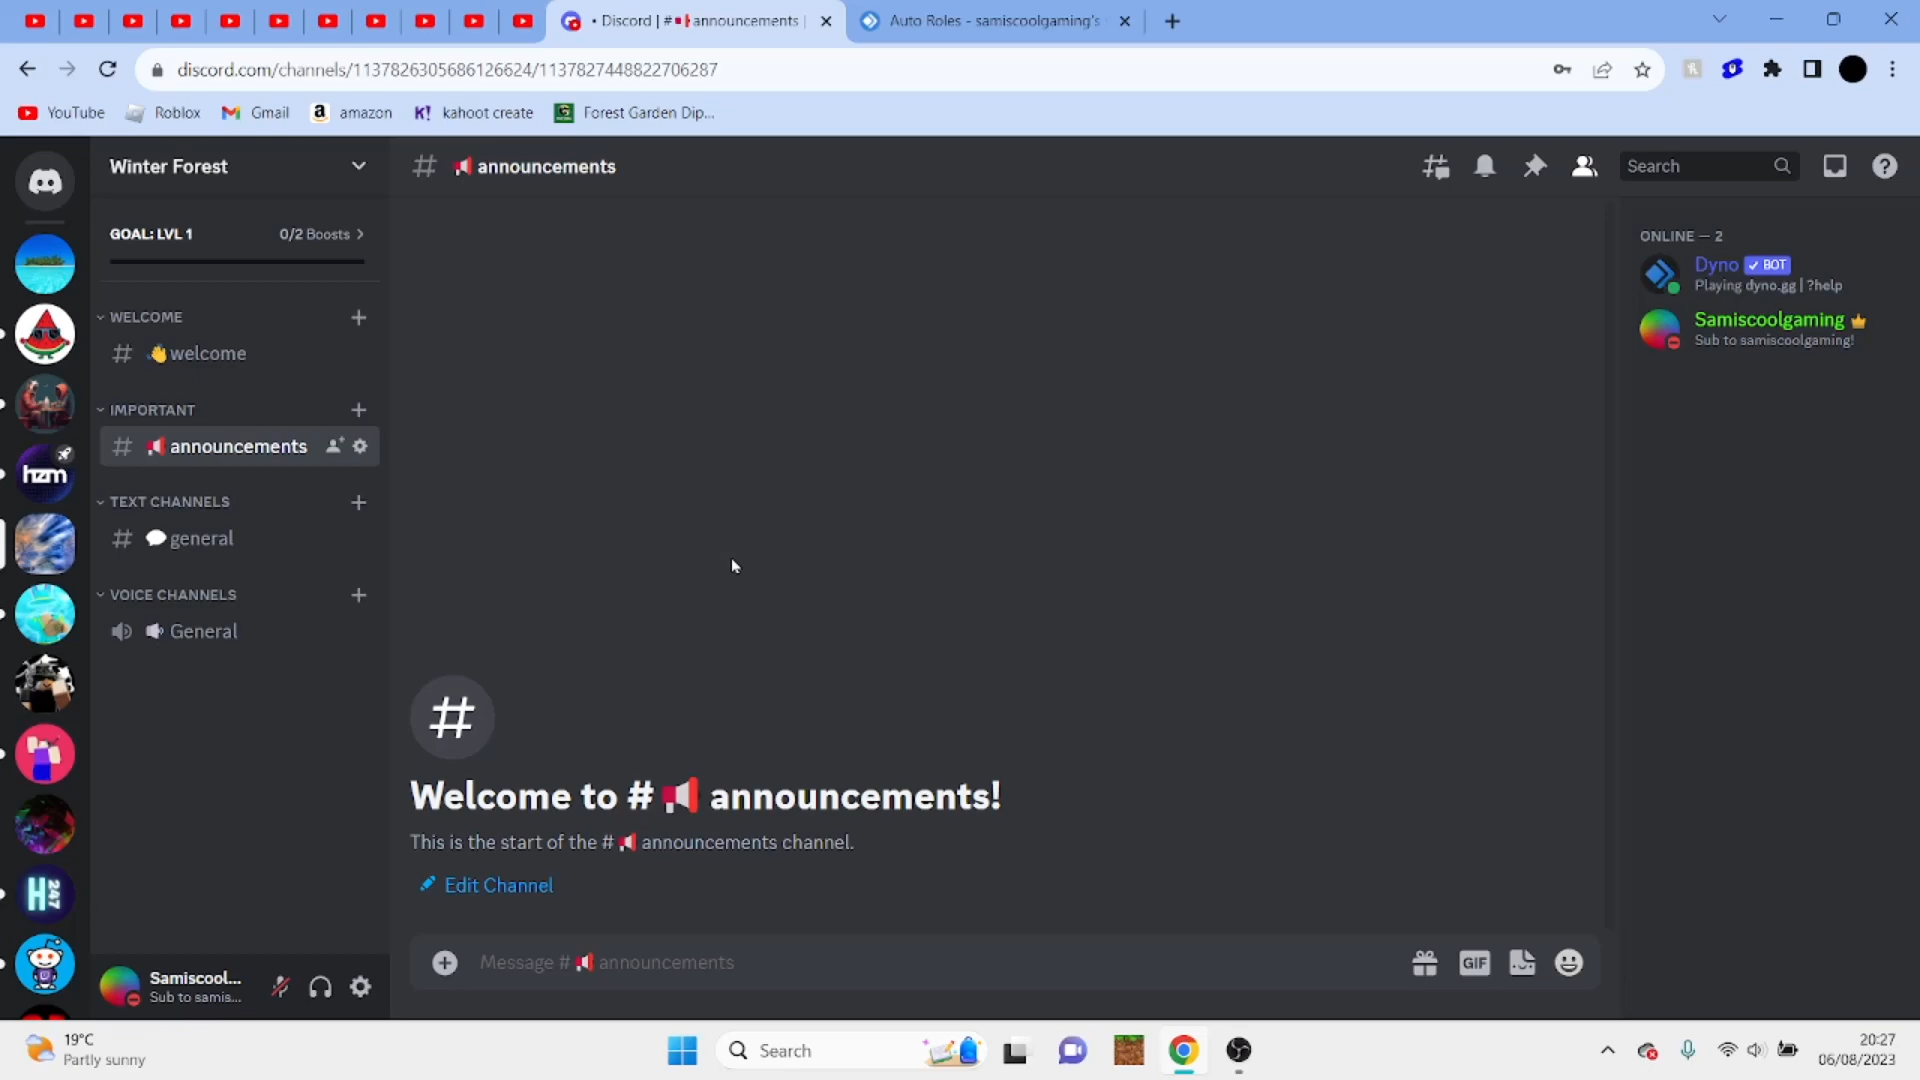 • Discord | #📢announcements |
Auto Roles - samiscoolgaming's
discord.com/channels/1137826305686126624/1137827448822706287
YouTube
Roblox
Gmail
amazon
K! kahoot create
Forest Garden Dip...
Winter Forest
# 📢 announcements
Search
GOAL: LVL 1
0/2 Boosts >
WELCOME
# 👋welcome
IMPORTANT
# 📢 announcements
TEXT CHANNELS
# 💬general
VOICE CHANNELS
General
ONLINE — 2
Dyno ✓ BOT
Playing dyno.gg | ?help
Samiscoolgaming
Sub to samiscoolgaming!
hzm
H 247
#
Welcome to #📢 announcements!
This is the start of the #📢 announcements channel.
Edit Channel
Message #📢 announcements
GIF
Samiscool...
Sub to samis...
19°C
Partly sunny
Search
20:27
06/08/2023